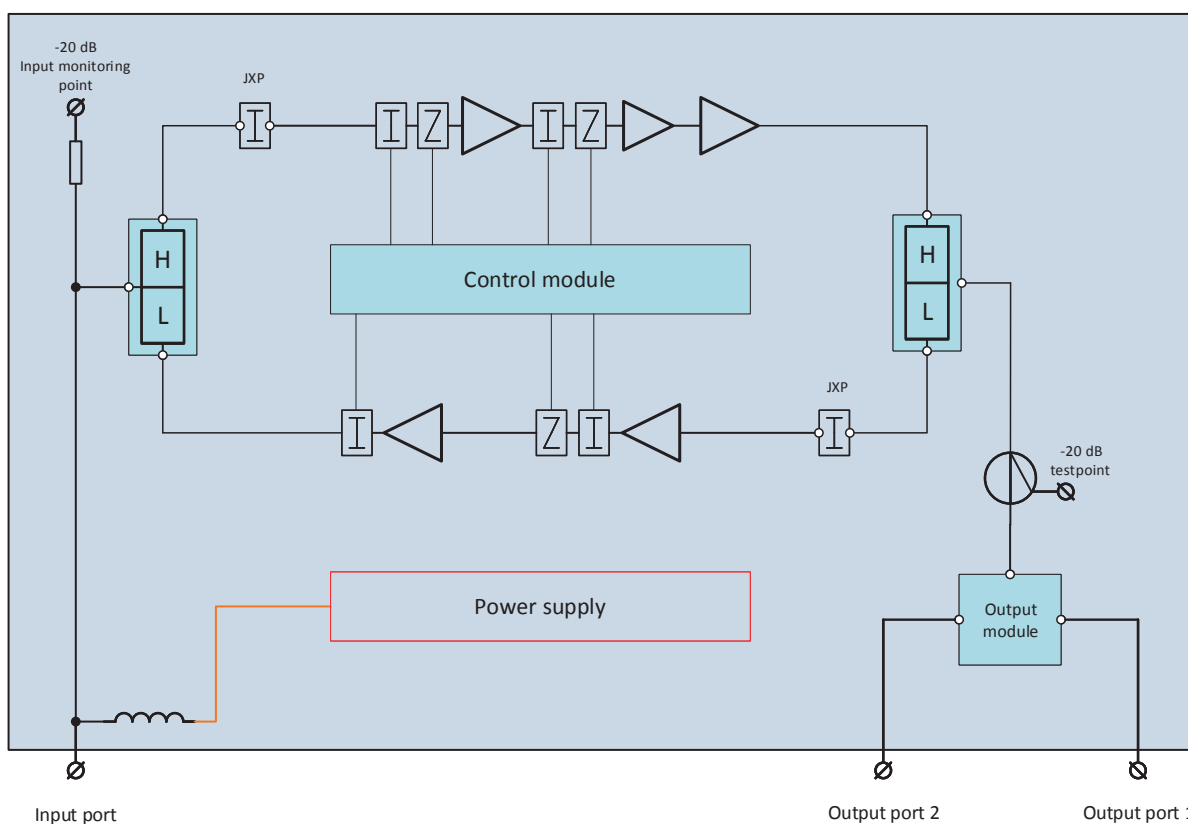 -20 dB
Input monitoring
point
JXP
I
I
Z
I
Z
H
L
Control module
H
L
I
Z
I
JXP
I
-20 dB
testpoint
Power supply
Output
module
Input port
Output port 2
Output port 1